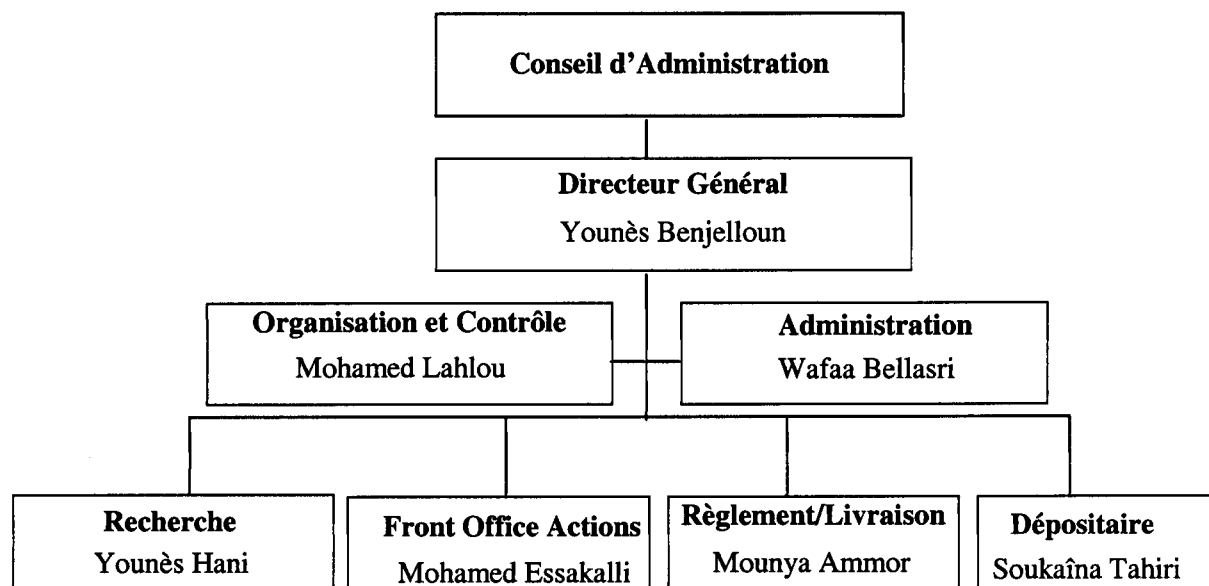 Conseil d'Administration
Directeur Général
Younès Benjelloun
Organisation et Contrôle
Mohamed Lahlou
Administration
Wafaa Bellasri
Recherche
Younès Hani
Front Office Actions
Mohamed Essakalli
Règlement/Livraison
Mounya Ammor
Dépositaire
Soukaîna Tahiri